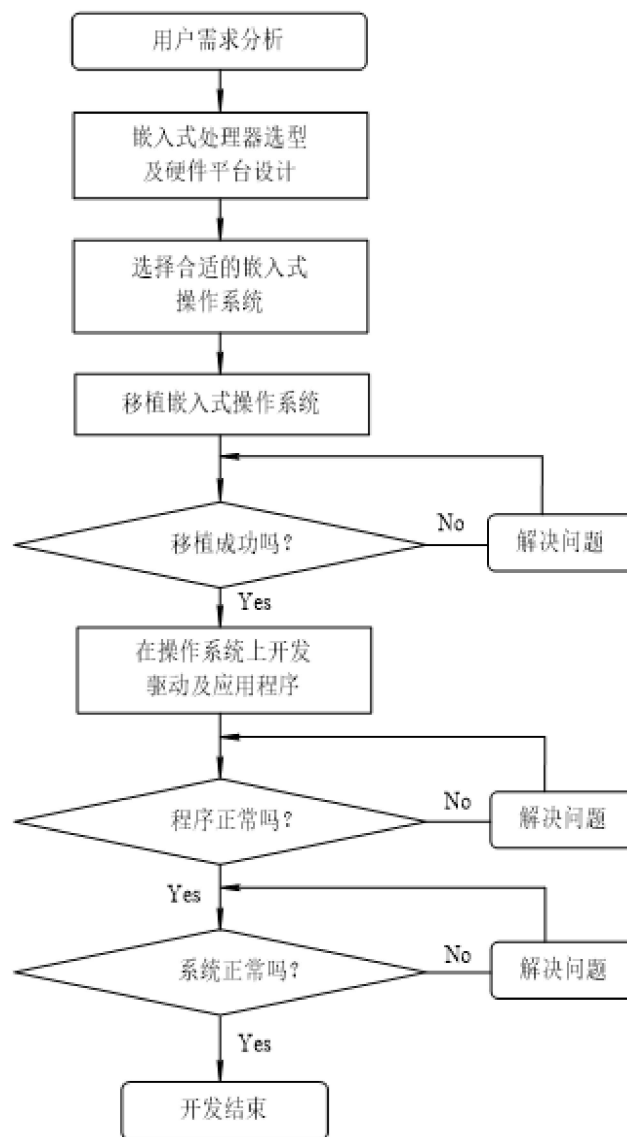 用户需求分析
嵌入式处理器选型
及硬件平台设计
选择合适的嵌入式
操作系统
移植嵌入式操作系统
移植成功吗?
No
解决问题
Yes
在操作系统上开发
驱动及应用程序
程序正常吗?
No
解决问题
Yes
系统正常吗?
No
解决问题
Yes
开发结束